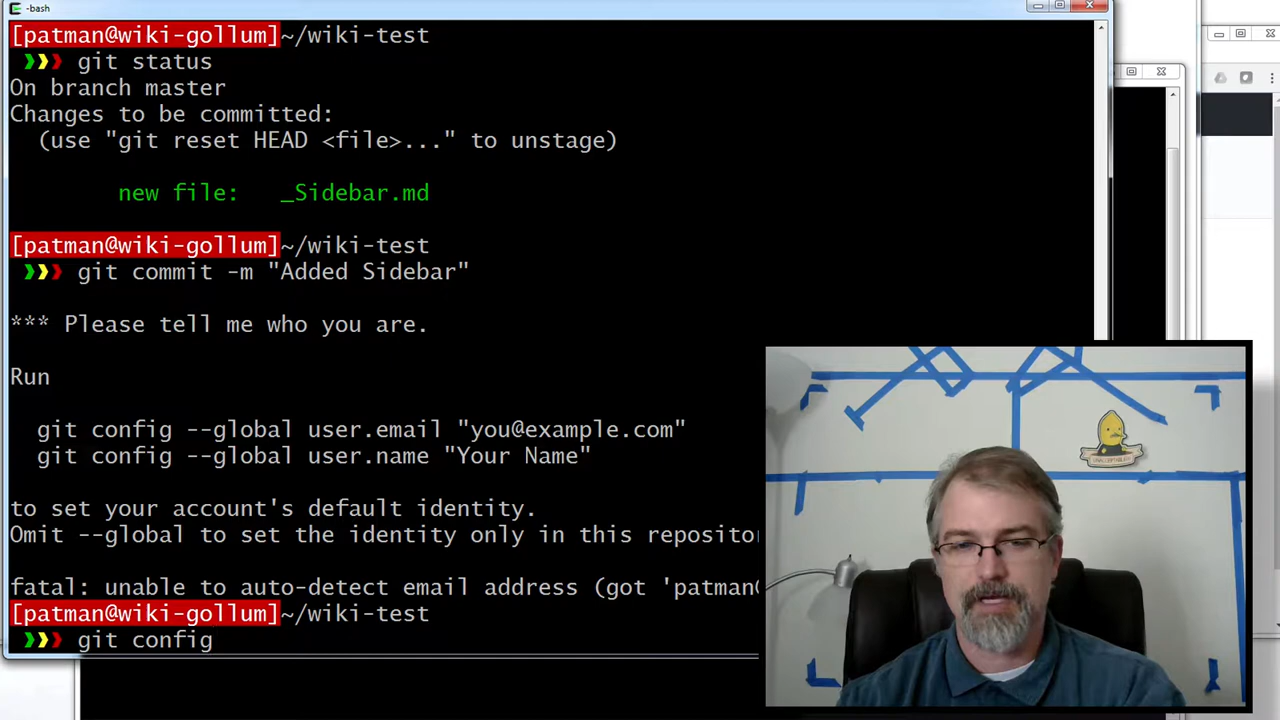 -bash
[patman@wiki-gollum]~/wiki-test
❯❯❯ git status
On branch master
Changes to be committed:
(use "git reset HEAD <file>..." to unstage)
new file: _Sidebar.md
[patman@wiki-gollum]~/wiki-test
❯❯❯ git commit -m "Added Sidebar"
*** Please tell me who you are.
Run
git config --global user.email "you@example.com"
git config --global user.name "Your Name"
to set your account's default identity.
Omit --global to set the identity only in this
fatal: unable to auto-detect email address (got 'patman
[patman@wiki-gollum]~/wiki-test
❯❯❯ git config